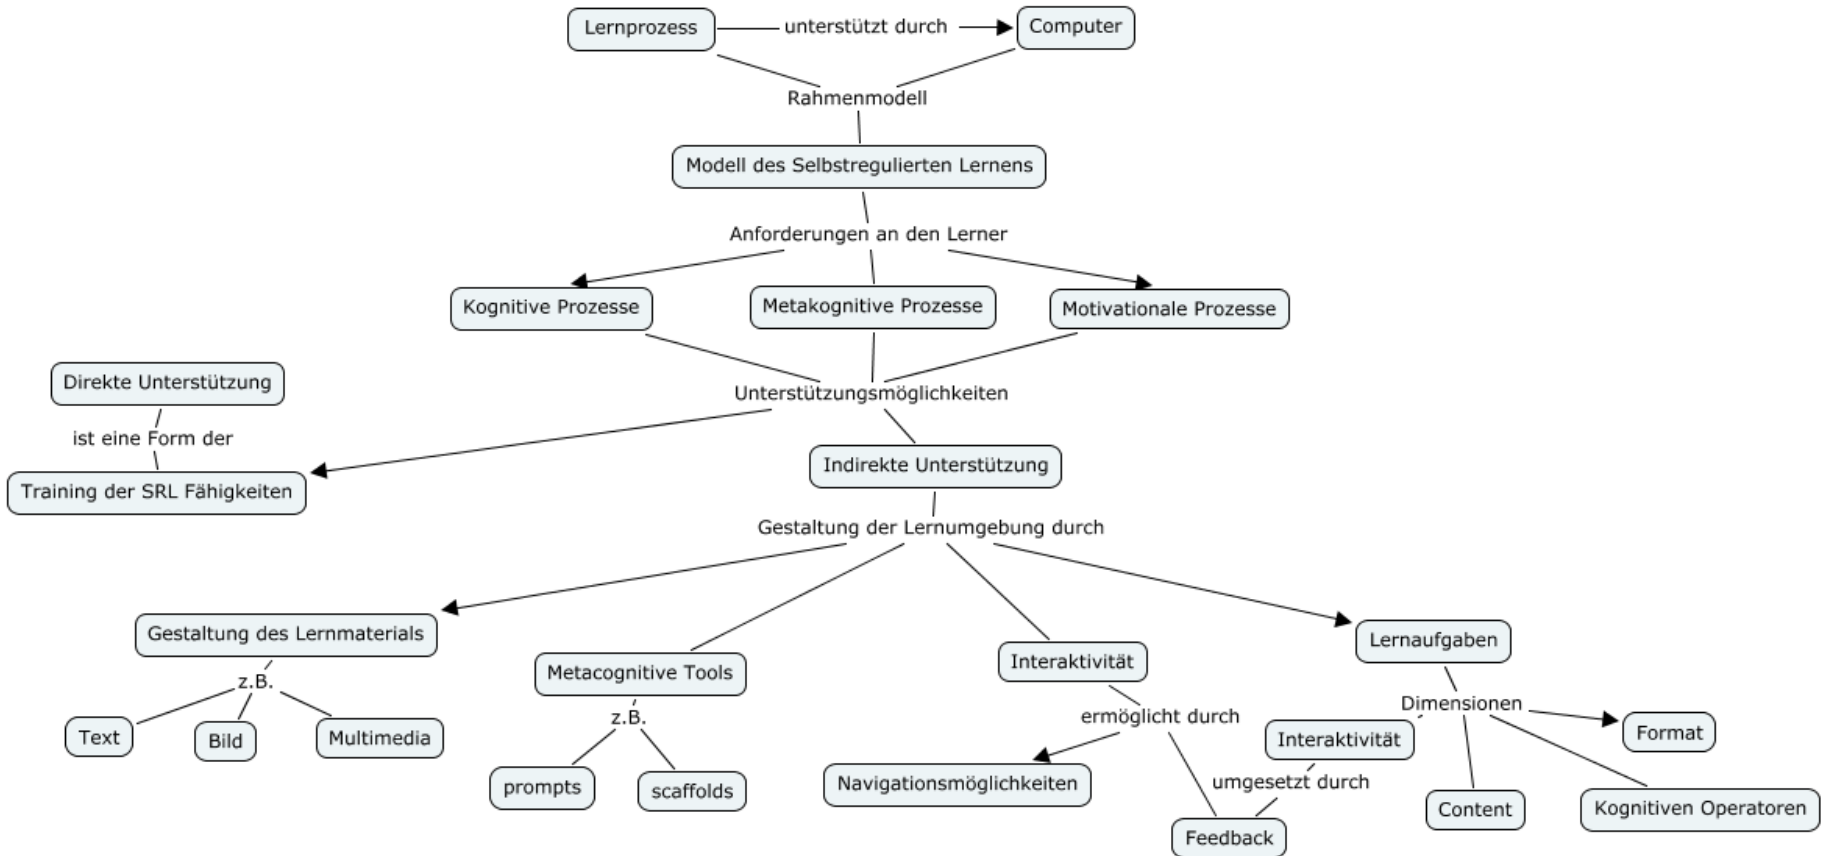 Lernprozess
unterstützt durch
Computer
Rahmenmodell
Modell des Selbstregulierten Lernens
Anforderungen an den Lerner
Kognitive Prozesse
Metakognitive Prozesse
Motivationale Prozesse
Direkte Unterstützung
Unterstützungsmöglichkeiten
ist eine Form der
Indirekte Unterstützung
Training der SRL Fähigkeiten
Gestaltung der Lernumgebung durch
Gestaltung des Lernmaterials
Lernaufgaben
Interaktivität
Metacognitive Tools
z.B.
Dimensionen
z.B.
ermöglicht durch
Text
Bild
Multimedia
Interaktivität
Format
prompts
scaffolds
Navigationsmöglichkeiten
umgesetzt durch
Content
Kognitiven Operatoren
Feedback